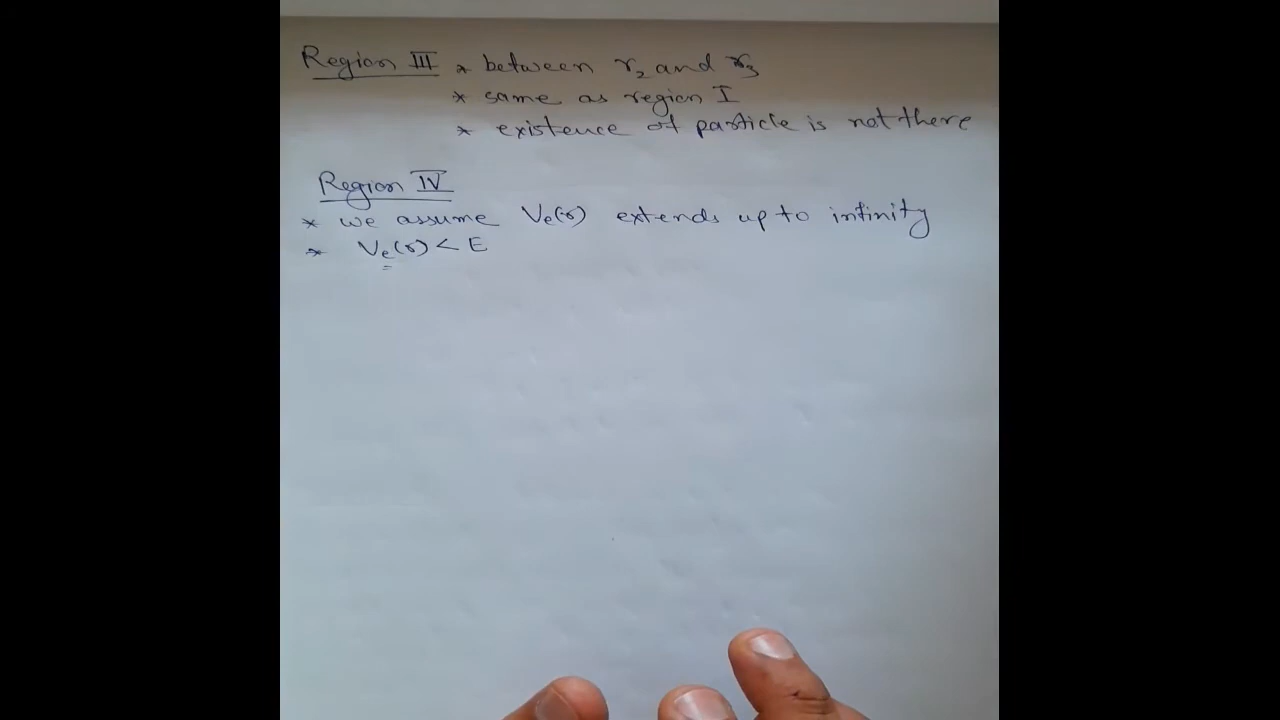 Region III * between r₂ and r₃
* same as region I
* existence of particle is not there
Region IV
* we assume Vₑ(r) extends up to infinity
* Vₑ(r) < E